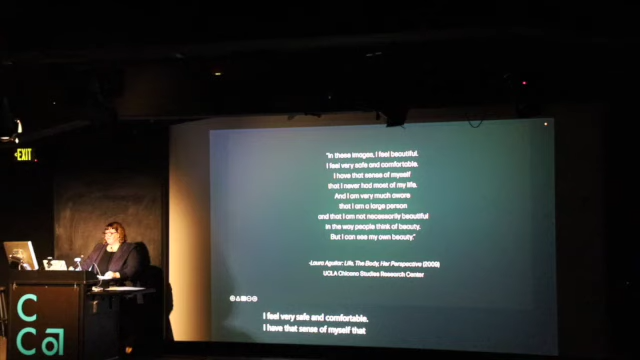 EXIT
"In these images, I feel beautiful.
I feel very safe and comfortable.
I have that sense of myself
that I never had most of my life.
And I am very much aware
that I am a large person
and that I am not necessarily beautiful
in the way people think of beauty.
But I can see my own beauty."
-Laura Aguilar: Life, The Body, Her Perspective (2009)
UCLA Chicano Studies Research Center
I feel very safe and comfortable.
I have that sense of myself that
C
C